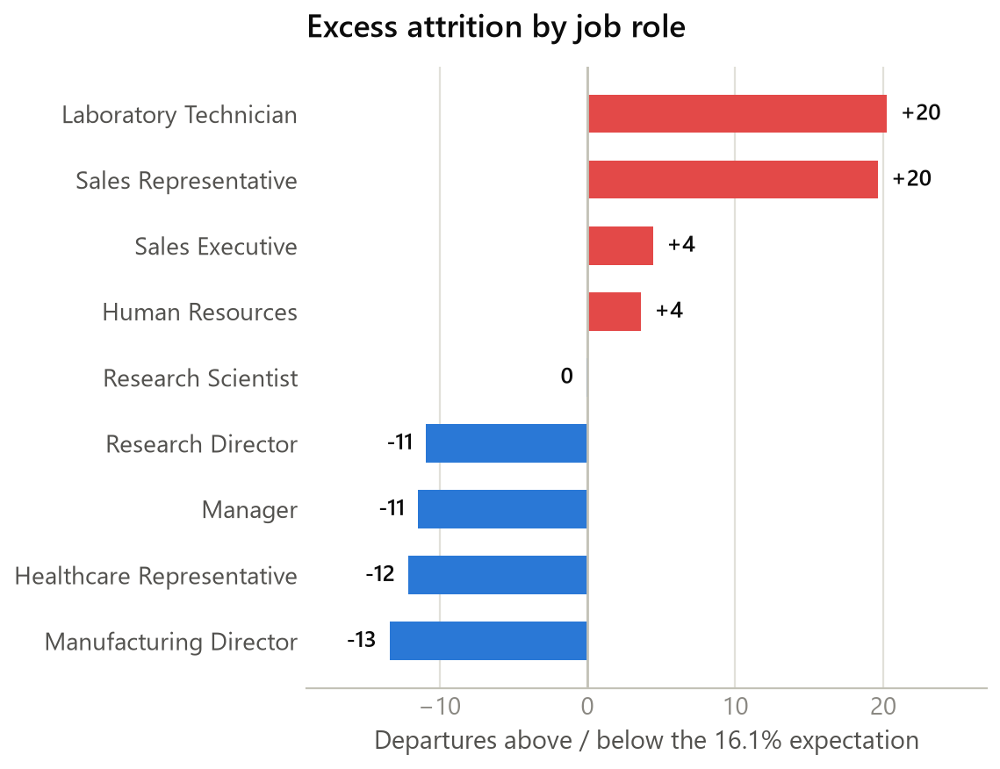 Excess attrition by job role
Laboratory Technician +20
Sales Representative +20
Sales Executive +4
Human Resources +4
Research Scientist 0
Research Director -11
Manager -11
Healthcare Representative -12
Manufacturing Director -13
−10 0 10 20
Departures above / below the 16.1% expectation